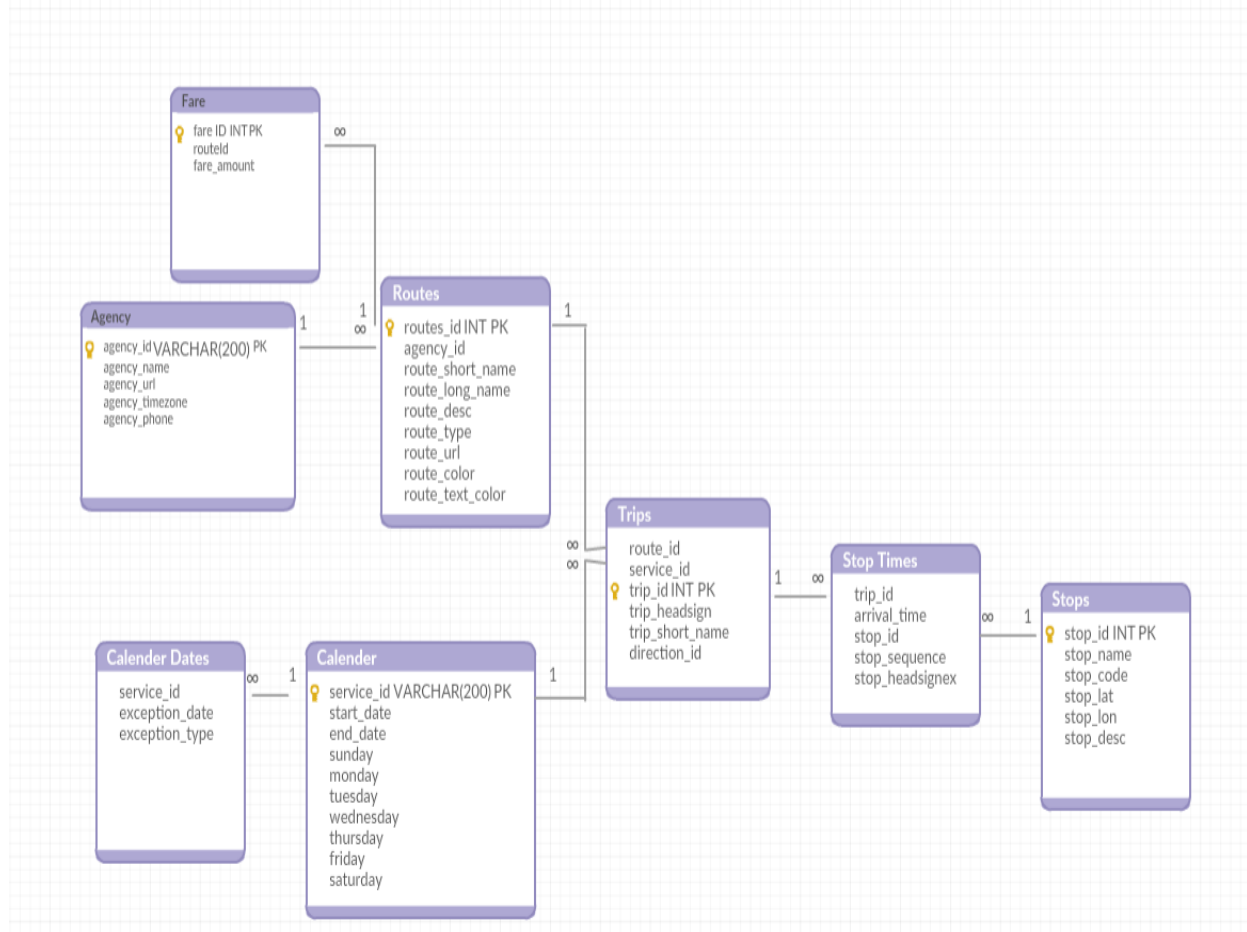 Fare
fare ID INT PK
routeId
fare_amount
∞
Agency
agency_id VARCHAR(200) PK
agency_name
agency_url
agency_timezone
agency_phone
1
1
∞
Routes
routes_id INT PK
agency_id
route_short_name
route_long_name
route_desc
route_type
route_url
route_color
route_text_color
1
∞
∞
Trips
route_id
service_id
trip_id INT PK
trip_headsign
trip_short_name
direction_id
1
∞
Stop Times
trip_id
arrival_time
stop_id
stop_sequence
stop_headsignex
∞
1
Stops
stop_id INT PK
stop_name
stop_code
stop_lat
stop_lon
stop_desc
Calender Dates
service_id
exception_date
exception_type
∞
1
Calender
service_id VARCHAR(200) PK
start_date
end_date
sunday
monday
tuesday
wednesday
thursday
friday
saturday
1